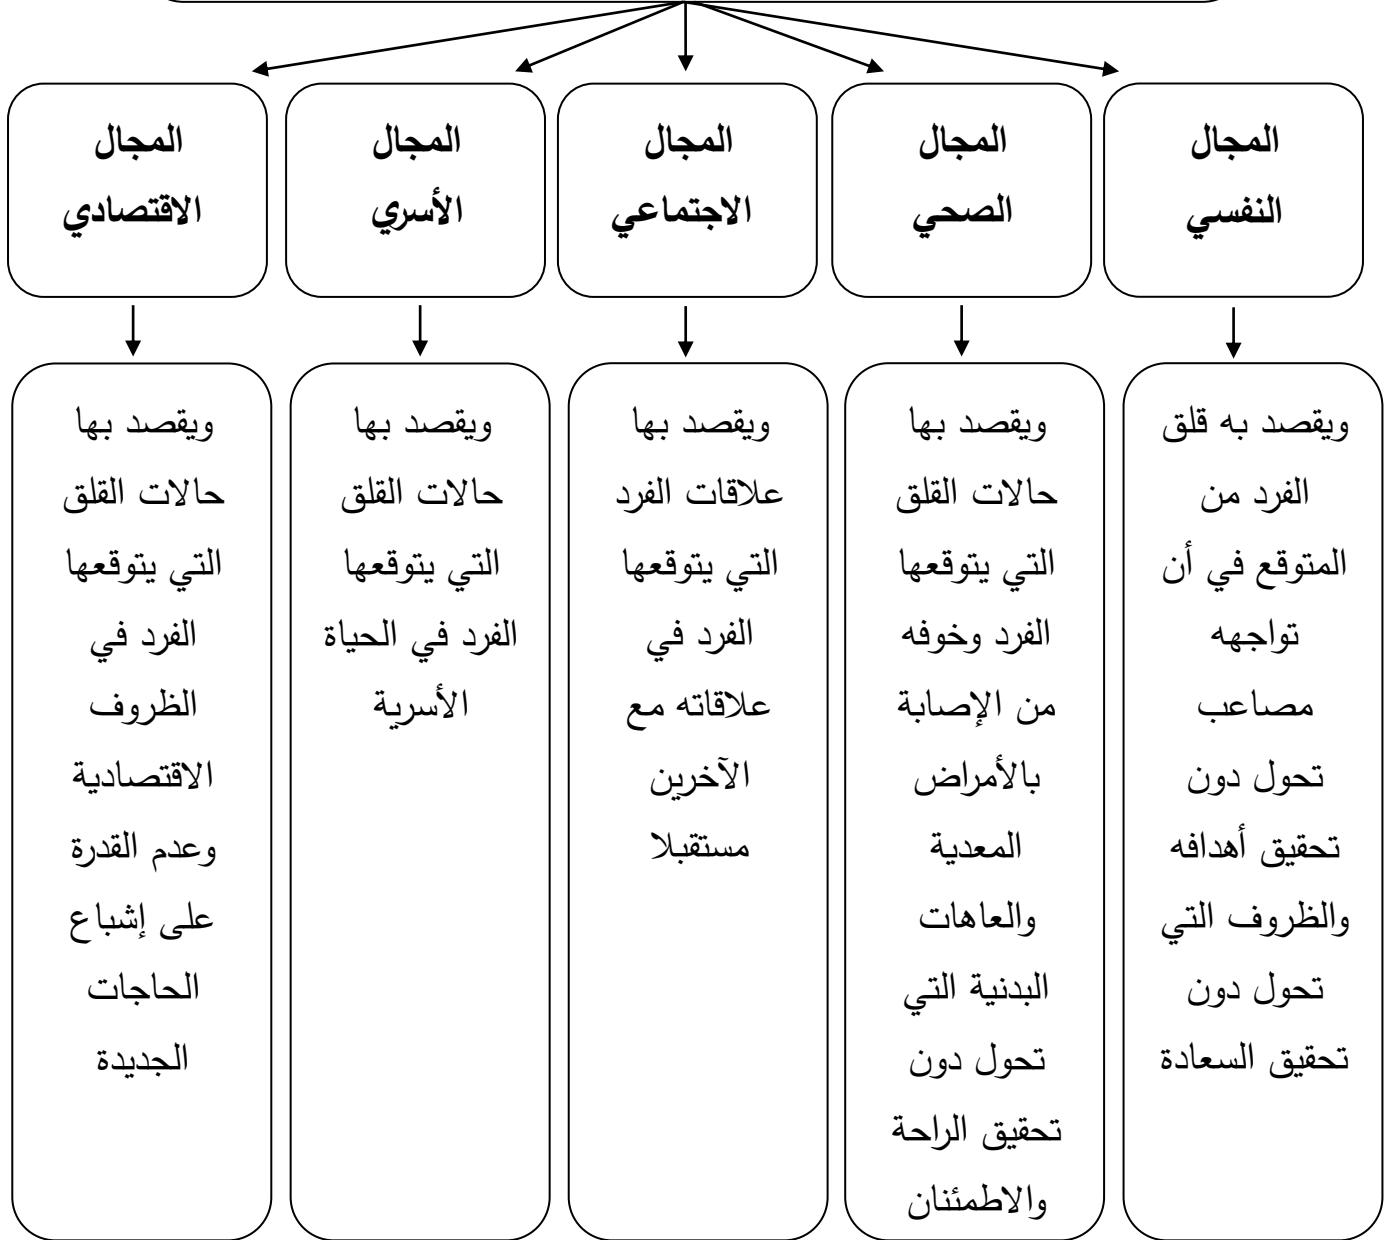 المجال
النفسي
المجال
الصحي
المجال
الاجتماعي
المجال
الأسري
المجال
الاقتصادي
ويقصد به قلق
الفرد من
المتوقع في أن
تواجهه
مصاعب
تحول دون
تحقيق أهدافه
والظروف التي
تحول دون
تحقيق السعادة
ويقصد بها
حالات القلق
التي يتوقعها
الفرد وخوفه
من الإصابة
بالأمراض
المعدية
والعاهات
البدنية التي
تحول دون
تحقيق الراحة
والاطمئنان
ويقصد بها
علاقات الفرد
التي يتوقعها
الفرد في
علاقاته مع
الآخرين
مستقبلا
ويقصد بها
حالات القلق
التي يتوقعها
الفرد في الحياة
الأسرية
ويقصد بها
حالات القلق
التي يتوقعها
الفرد في
الظروف
الاقتصادية
وعدم القدرة
على إشباع
الحاجات
الجديدة